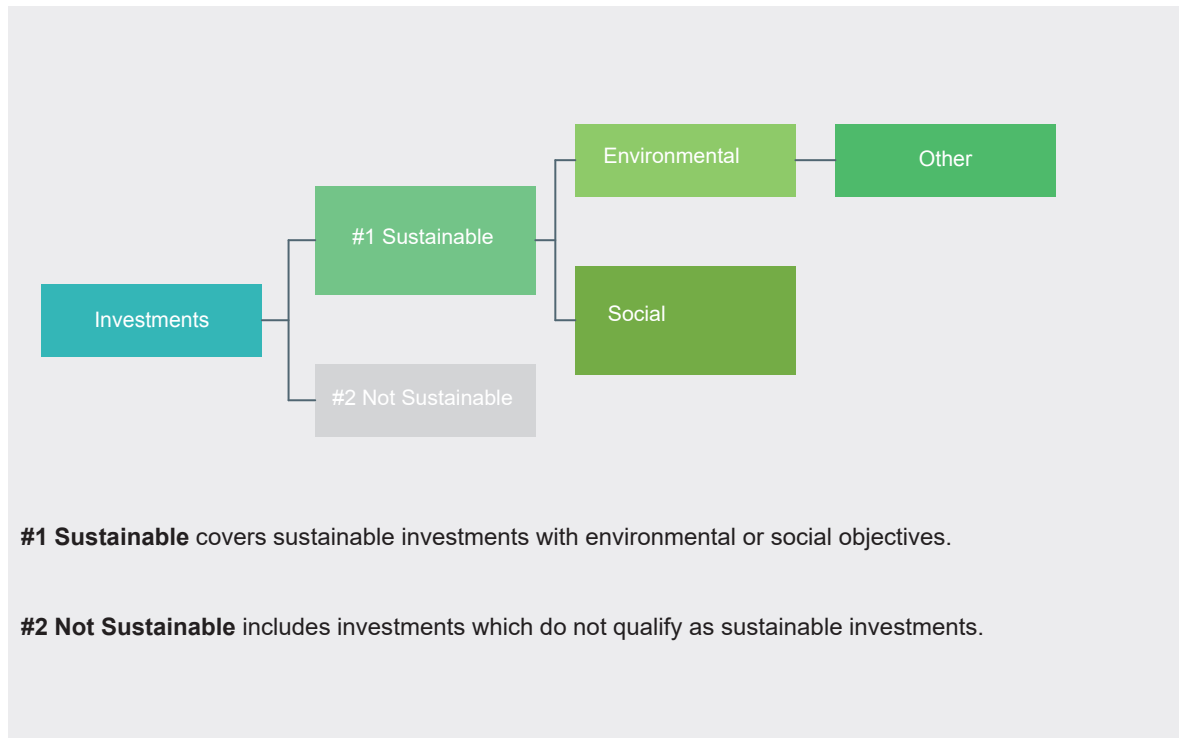 Environmental
Other
#1 Sustainable
Social
Investments
#2 Not Sustainable
#1 Sustainable covers sustainable investments with environmental or social objectives.
#2 Not Sustainable includes investments which do not qualify as sustainable investments.